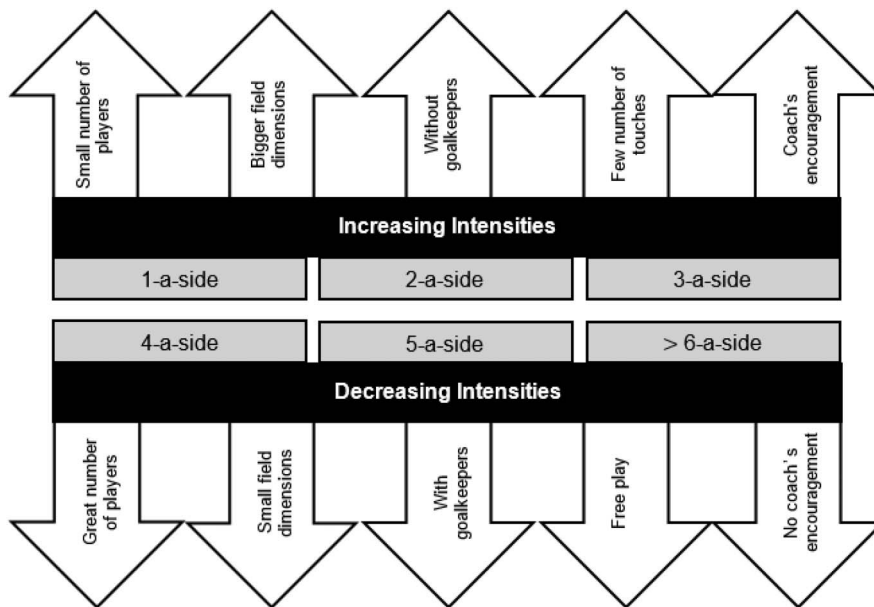 Small number of
players
Bigger field
dimensions
Without
goalkeepers
Few number of
touches
Coach's
encouragement
Increasing Intensities
1-a-side
2-a-side
3-a-side
4-a-side
5-a-side
> 6-a-side
Decreasing Intensities
Great number
of players
Small field
dimensions
With
goalkeepers
Free play
No coach's
encouragement